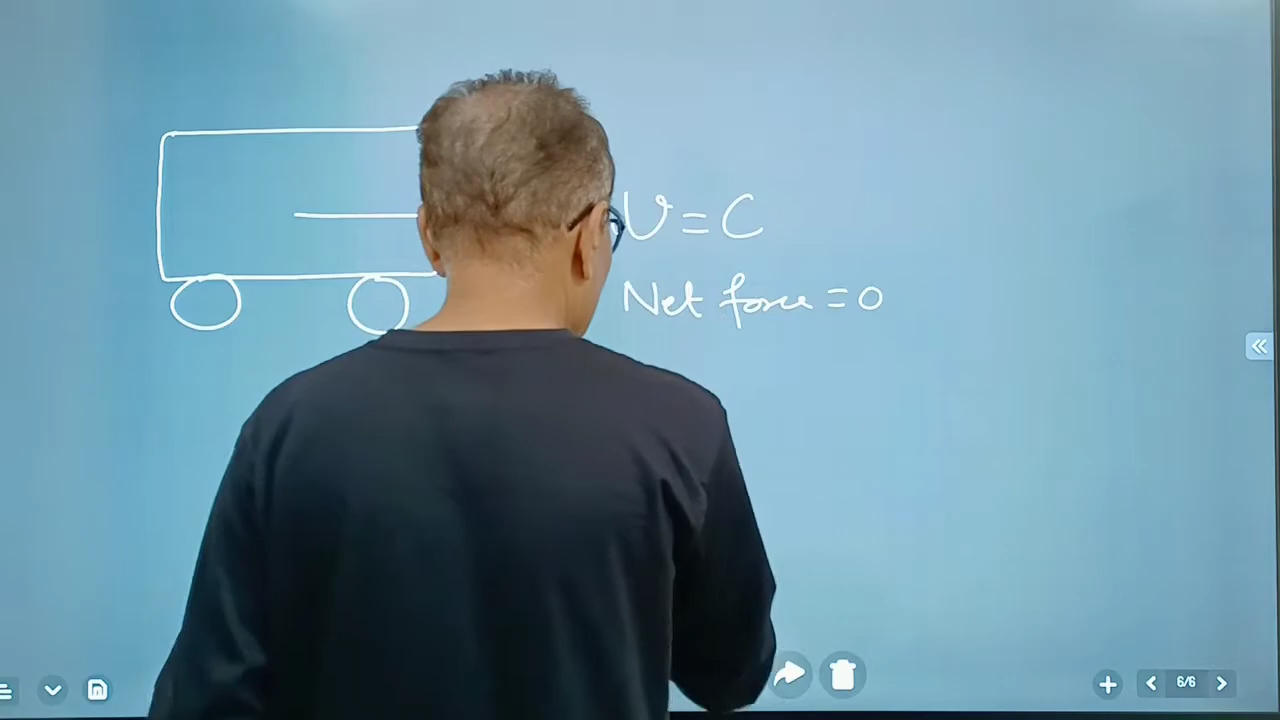 v = C
Net force = 0
6/6